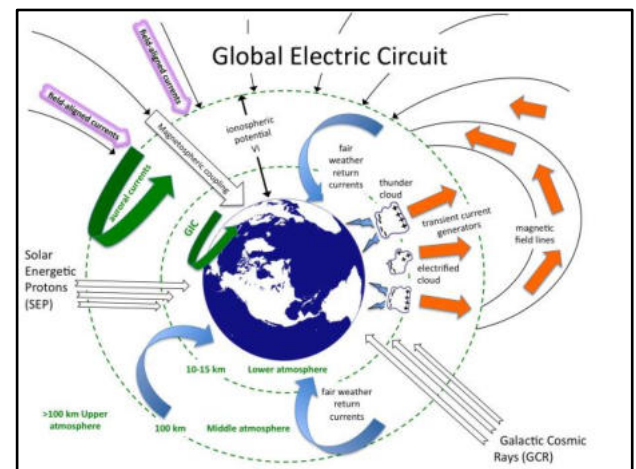 Global Electric Circuit
field-aligned currents
field-aligned currents
Magnetospheric coupling
ionospheric
potential
Vi
fair
weather
return
currents
thunder
cloud
auroral currents
GIC
transient current
generators
magnetic
field lines
electrified
cloud
Solar
Energetic
Protons
(SEP)
10-15 km
Lower atmosphere
fair weather
return
currents
>100 km Upper
atmosphere
100 km
Middle atmosphere
Galactic Cosmic
Rays (GCR)